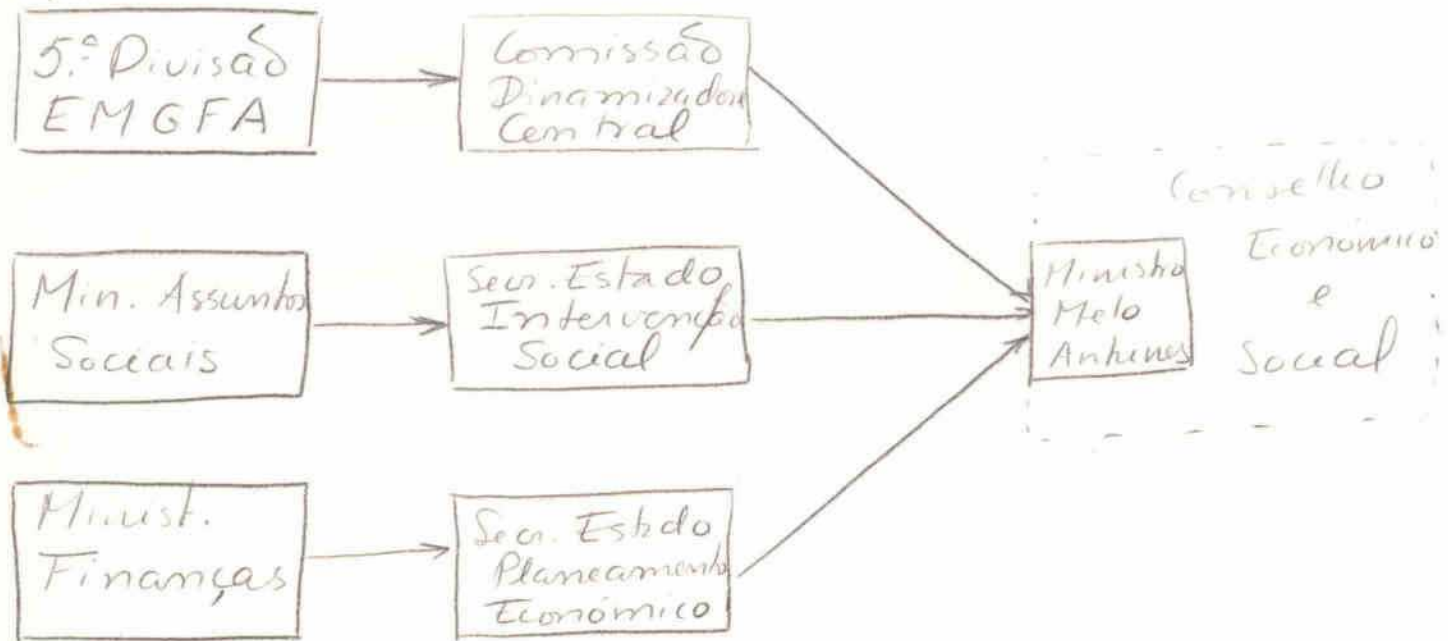 5.ª Divisão
EMGFA
Comissão
Dinamizadora
Central
Min. Assuntos
Sociais
Secr. Estado
Intervenção
Social
Minist.
Finanças
Secr. Estado
Planeamento
Económico
Ministro
Melo
Antunes
Conselho
Económico
e
Social